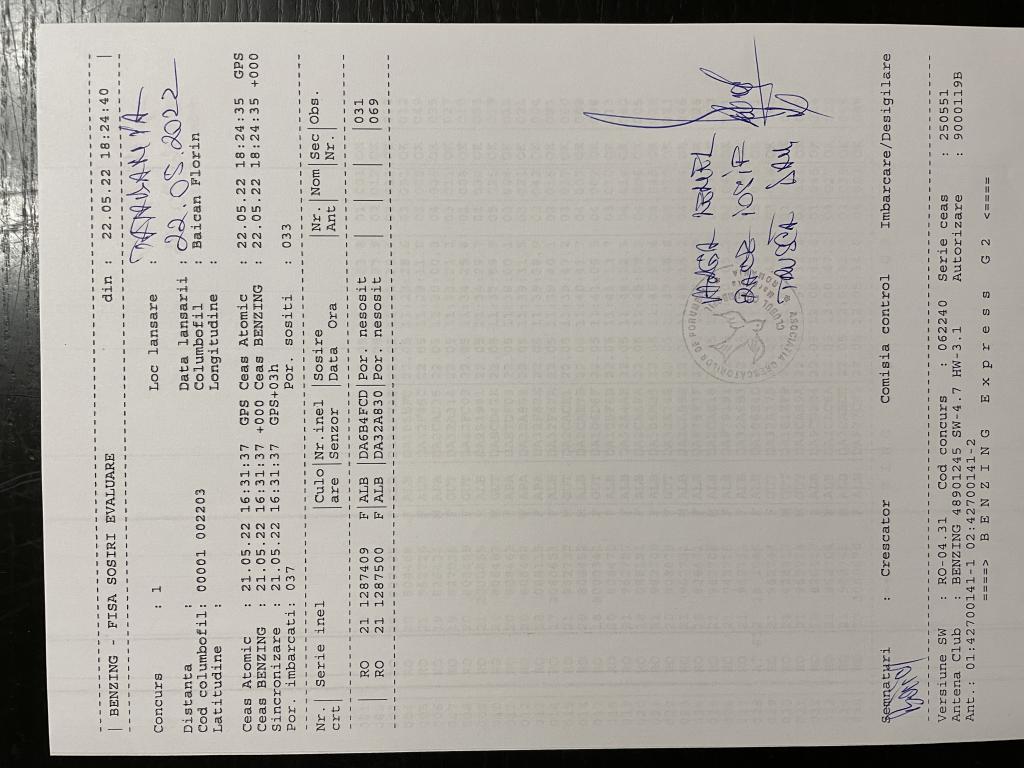 | BENZING - FISA SOSTRI EVALUARE din : 22.05.22 18:24:40 |
Concurs : 1 Loc lansare :
Distanta : Data lansarii : 22.05.2022
Cod columbofil: 00001 002203 Columbofil : Baican Florin
Latitudine : Longitudine :
Ceas Atomic : 21.05.22 16:31:37 GPS Ceas Atomic : 22.05.22 18:24:35 GPS
Ceas BENZING : 21.05.22 16:31:37 +000 Ceas BENZING : 22.05.22 18:24:35 +000
Sincronizare : 21.05.22 16:31:37 GPS+03h
Por. imbarcati: 037 Por. sositi : 033
Nr.| Serie inel |Culo|Nr.inel |Sosire |Nr. |Nom|Sec|Obs.
crt| |are |Senzor |Data Ora |Ant | |Nr.|
| RO 21 1287409 F|ALB |DA6B4FCD|Por. nesosit| | | |031
| RO 21 1287500 F|ALB |DA32A830|Por. nesosit| | | |069
IOSIF
DAN
Semnaturi : Crescator Comisia control Imbarcare/Desigilare
Versiune SW : RO-04.31 Cod concurs : 062240 Serie ceas : 250551
Antena Club : BENZING 48901245 SW-4.7 HW-3.1 Autorizare : 9000119B
Ant.: 01:42700141-1 02:427001​41-2
====> B E N Z I N G E x p r e s s G 2 <====